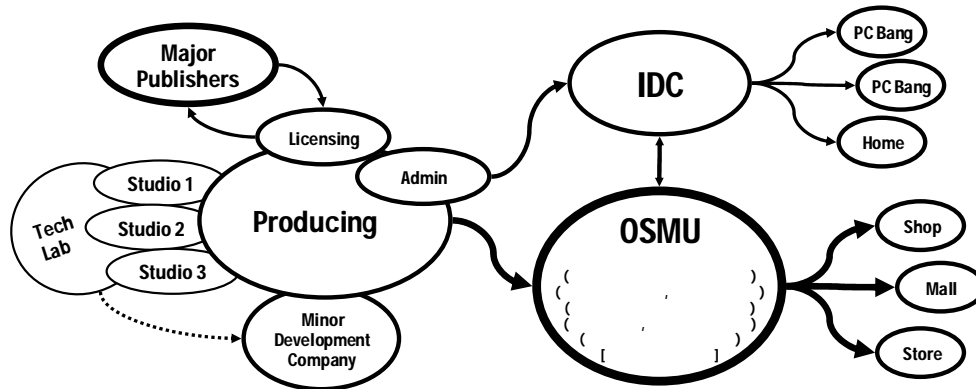 Major
Publishers
Licensing
Admin
Studio 1
Studio 2
Studio 3
Tech
Lab
Producing
Minor
Development
Company
IDC
PC Bang
PC Bang
Home
OSMU
( )
( , )
( )
( , )
( )
[ ]
Shop
Mall
Store